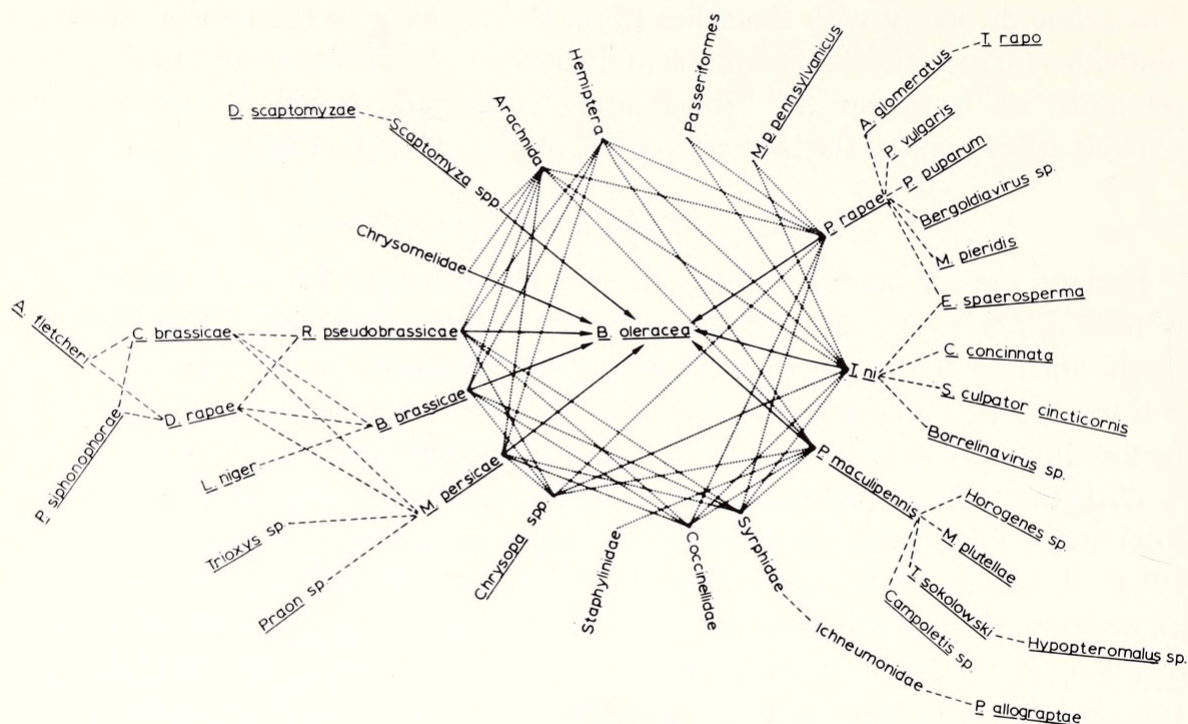 Hemiptera
Passeriformes
M p. pennsylvanicus
T. rapo
A. glomeratus
P. vulgaris
P. puparum
Bergoldiavirus sp.
M. pieridis
E. spaerosperma
P. rapae
D. scaptomyzae
Scaptomyza spp
Arachnida
Chrysomelidae
A. fletcheri
C. brassicae
R. pseudobrassicae
B. oleracea
T. ni
C. concinnata
S. culpator cincticornis
Borrelinavirus sp.
P. siphonophorae
D. rapae
B. brassicae
L. niger
M. persicae
Trioxys sp
Praon sp
Chrysopa spp
Staphylinidae
Coccinellidae
Syrphidae
P. maculipennis
Horogenes sp.
M. plutellae
T. sokolowski
Campoletis sp.
Hypopteromalus sp.
Ichneumonidae
P. allograptae